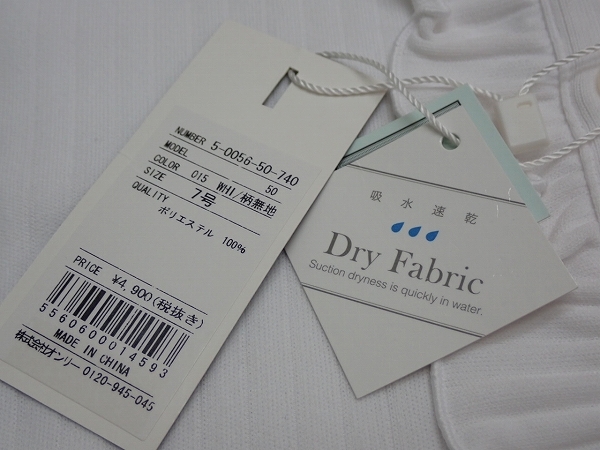 NUMBER 5-0056-50-740
MODEL 50
COLOR 015 WHI/柄無地
SIZE 7号
QUALITY
ポリエステル 100%
PRICE ¥4,900(税抜き)
5560600014593
MADE IN CHINA
株式会社オンリー 0120-945-045
吸水速乾
Dry Fabric
Suction dryness is quickly in water.